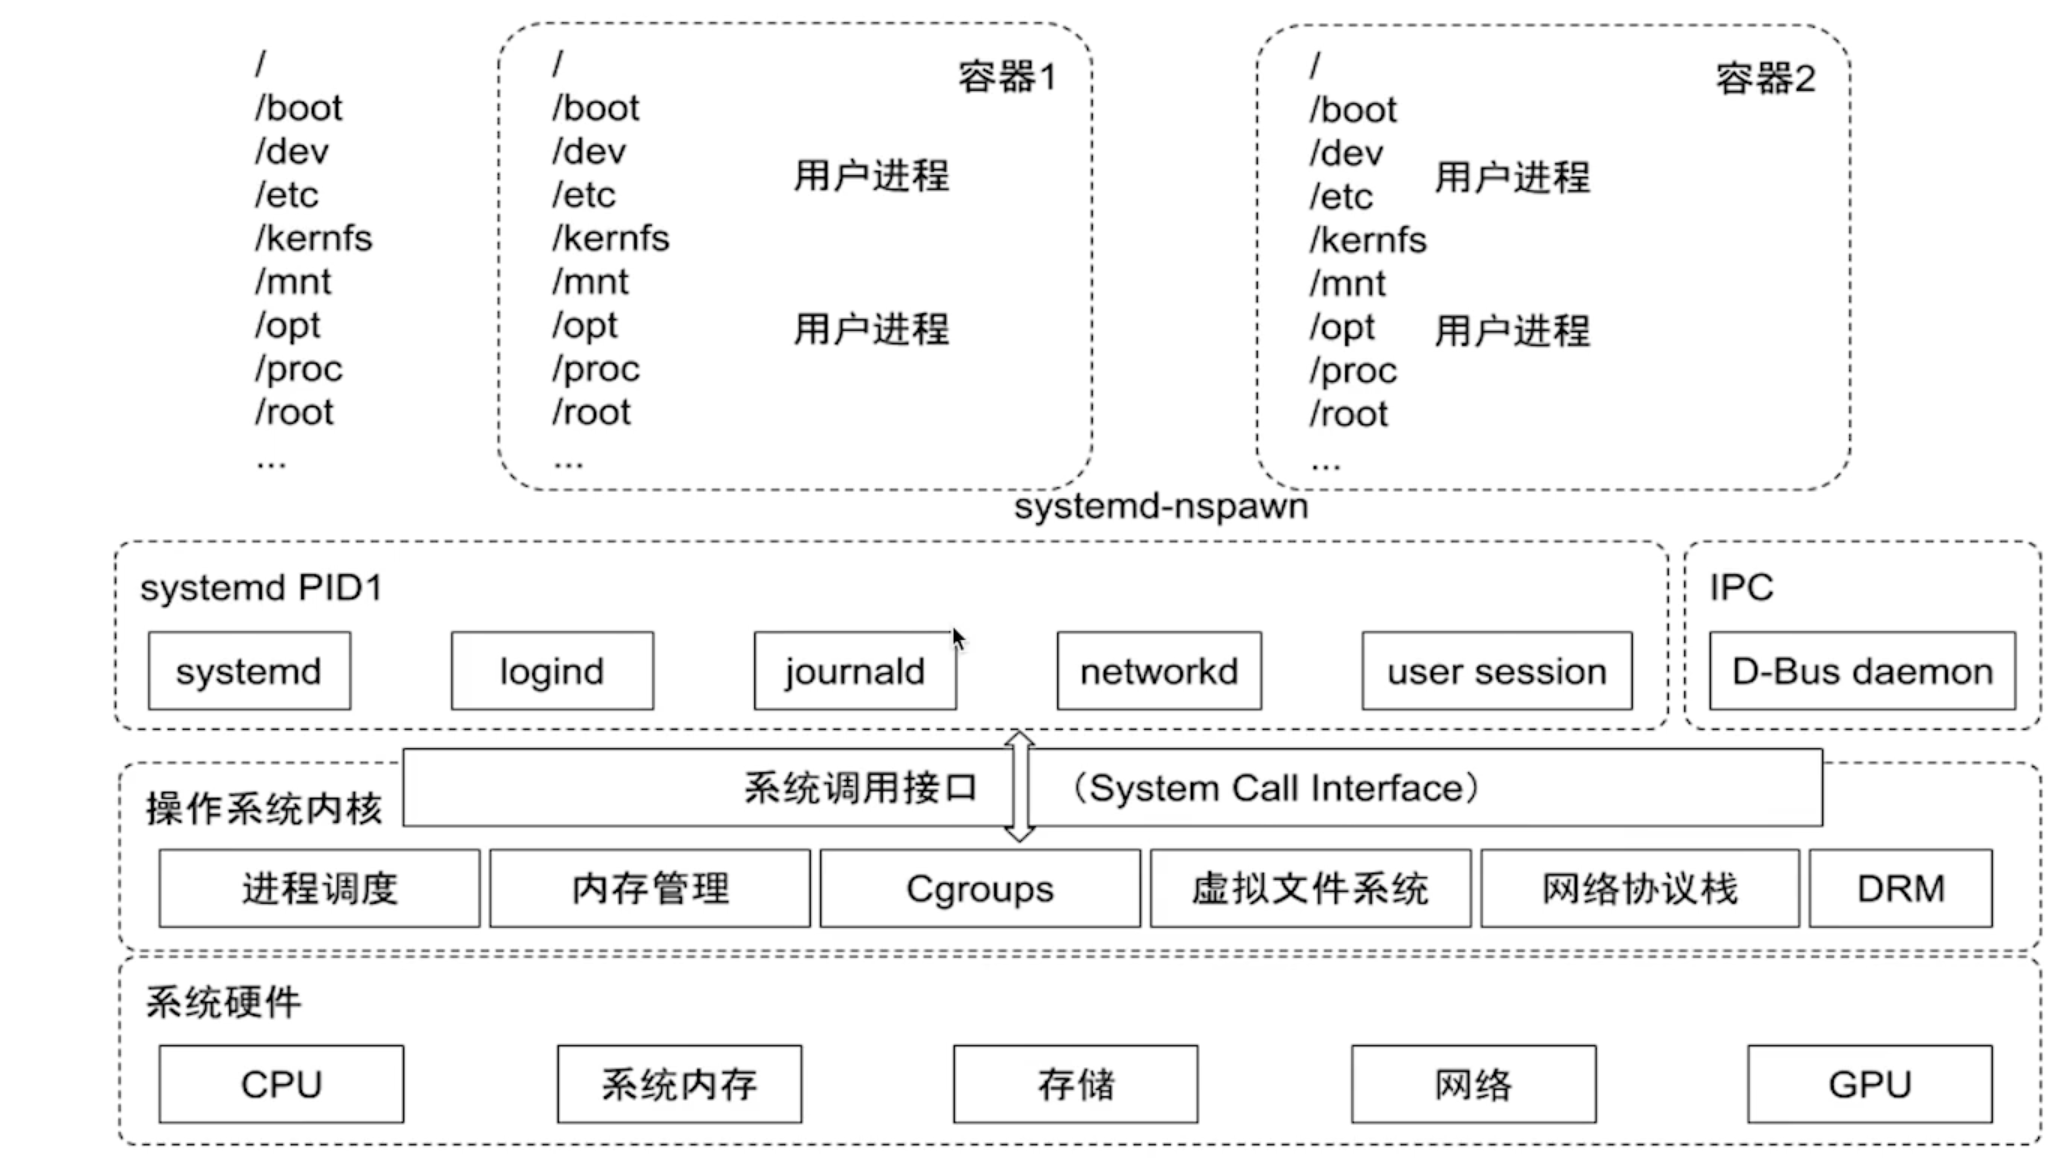 /
/boot
/dev
/etc
/kernfs
/mnt
/opt
/proc
/root
...
/
/boot
/dev
/etc
/kernfs
/mnt
/opt
/proc
/root
...
容器1
用户进程
用户进程
/
/boot
/dev
/etc
/kernfs
/mnt
/opt
/proc
/root
...
容器2
用户进程
用户进程
systemd-nspawn
systemd PID1
systemd
logind
journald
networkd
user session
IPC
D-Bus daemon
操作系统内核
系统调用接口 （System Call Interface）
进程调度
内存管理
Cgroups
虚拟文件系统
网络协议栈
DRM
系统硬件
CPU
系统内存
存储
网络
GPU